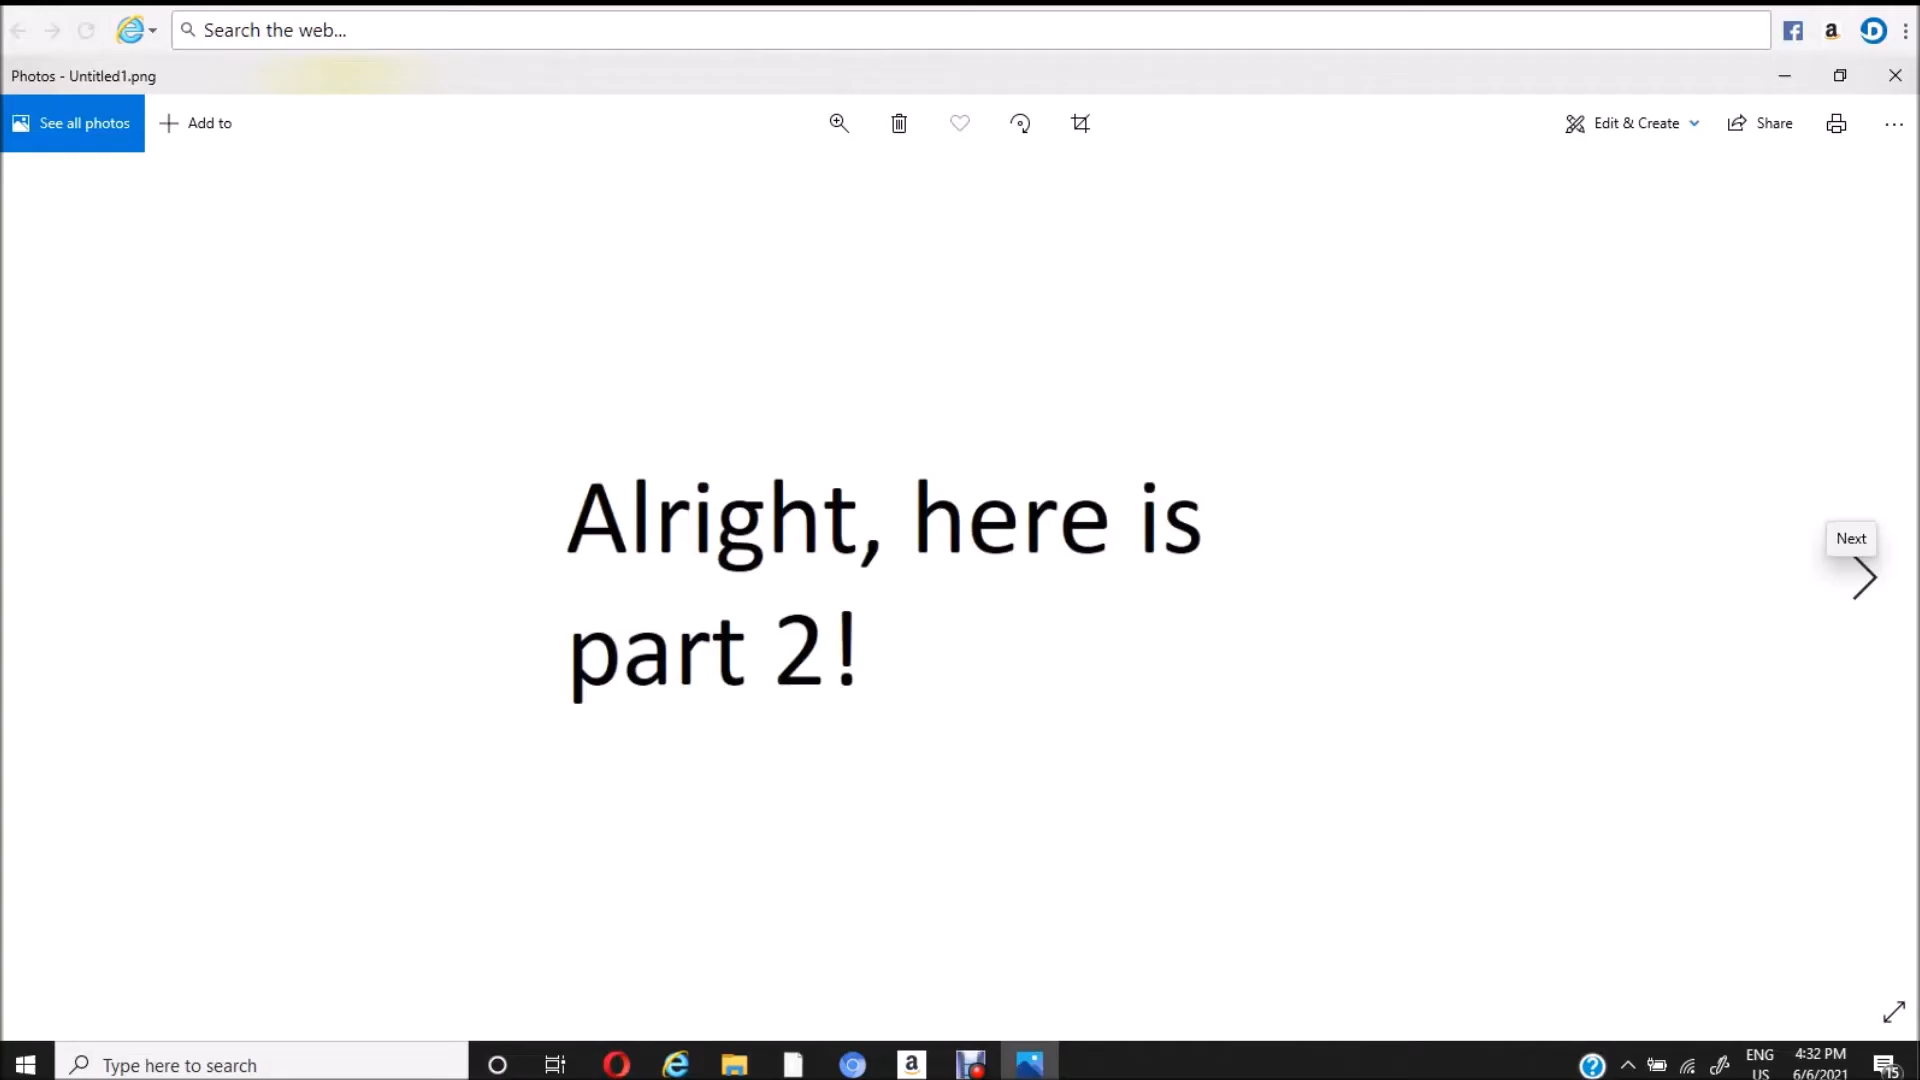 Search the web...
Photos - Untitled1.png
See all photos
Add to
Edit & Create
Share
Alright, here is
part 2!
Next
Type here to search
ENG
US
4:32 PM
6/6/2021
15